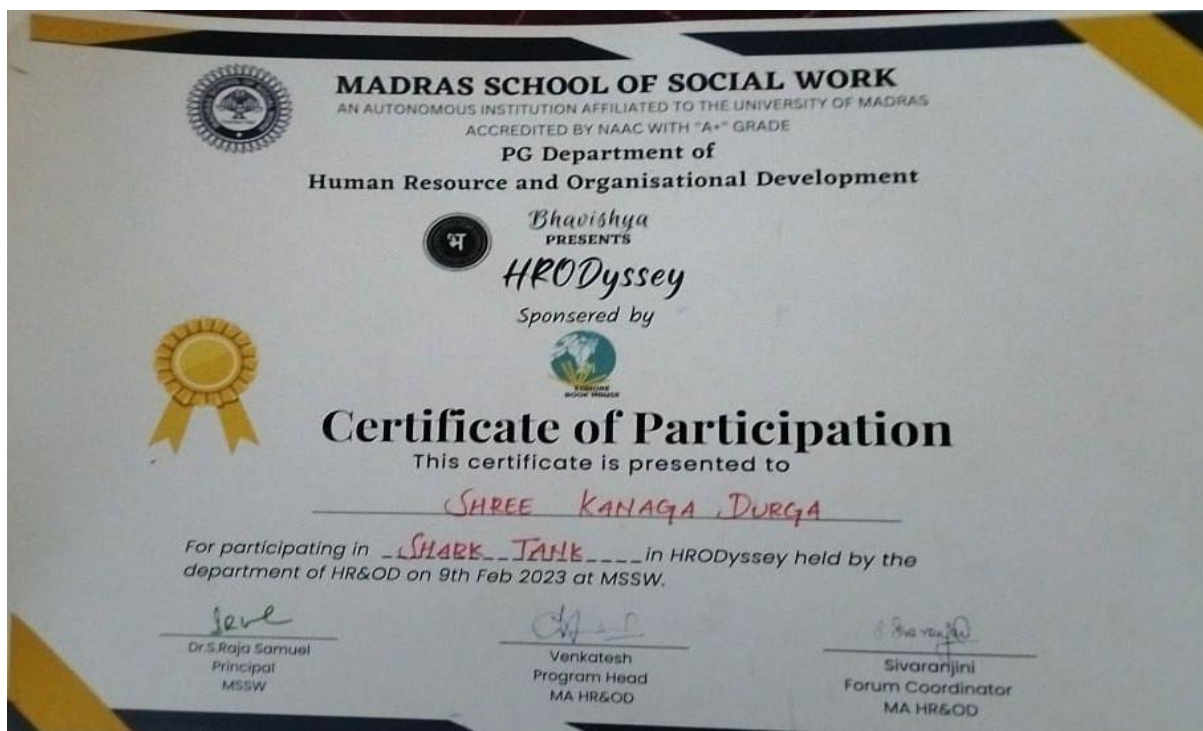 MADRAS SCHOOL OF SOCIAL WORK
AN AUTONOMOUS INSTITUTION AFFILIATED TO THE UNIVERSITY OF MADRAS
ACCREDITED BY NAAC WITH "A+" GRADE
PG Department of
Human Resource and Organisational Development
भ
Bhavishya
PRESENTS
HRODyssey
Sponsered by
BOOK HOUSE
Certificate of Participation
This certificate is presented to
SHREE KANAGA DURGA
For participating in SHARK TANK in HRODyssey held by the
department of HR&OD on 9th Feb 2023 at MSSW.
Dr.S.Raja Samuel
Principal
MSSW
Venkatesh
Program Head
MA HR&OD
Sivaranjini
Forum Coordinator
MA HR&OD